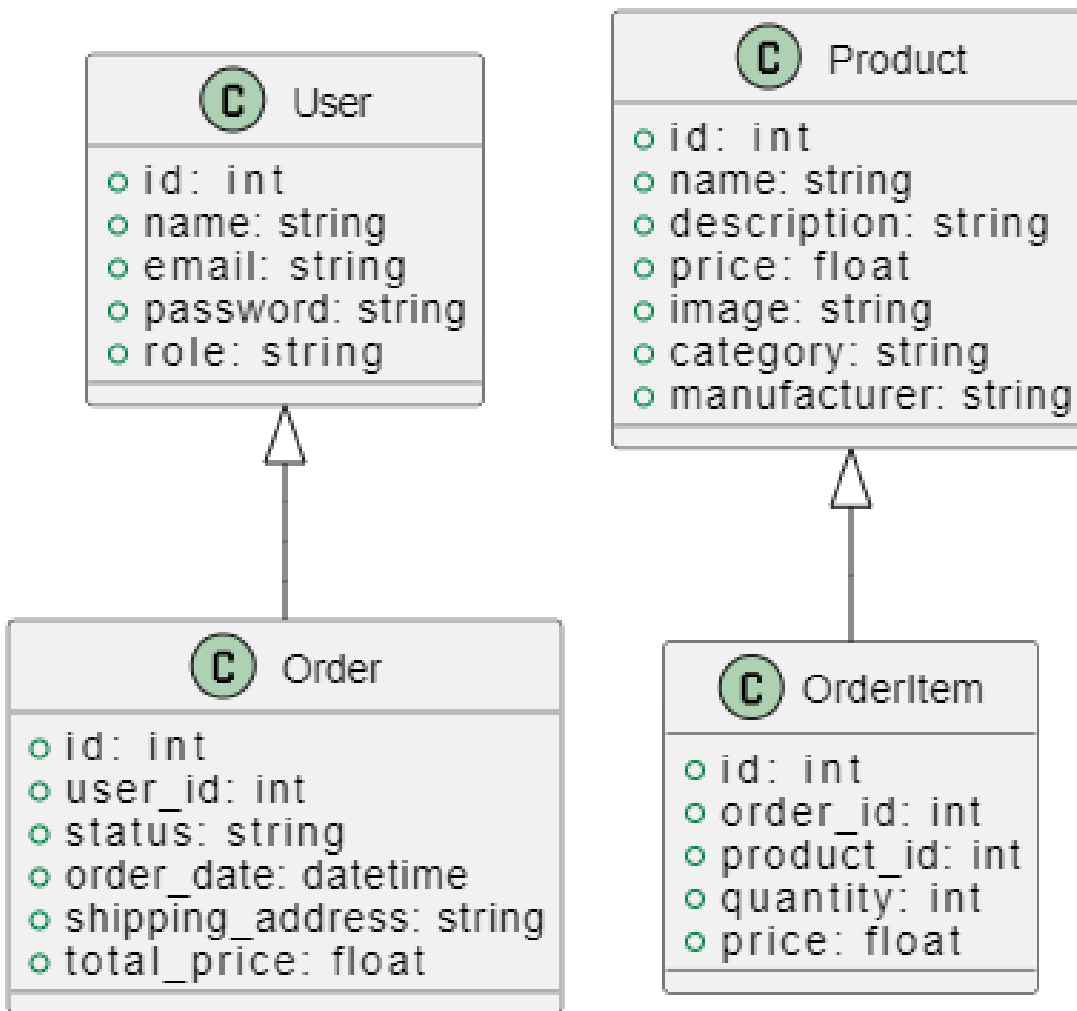 C User
id: int
name: string
email: string
password: string
role: string
C Product
id: int
name: string
description: string
price: float
image: string
category: string
manufacturer: string
C Order
id: int
user_id: int
status: string
order_date: datetime
shipping_address: string
total_price: float
C OrderItem
id: int
order_id: int
product_id: int
quantity: int
price: float